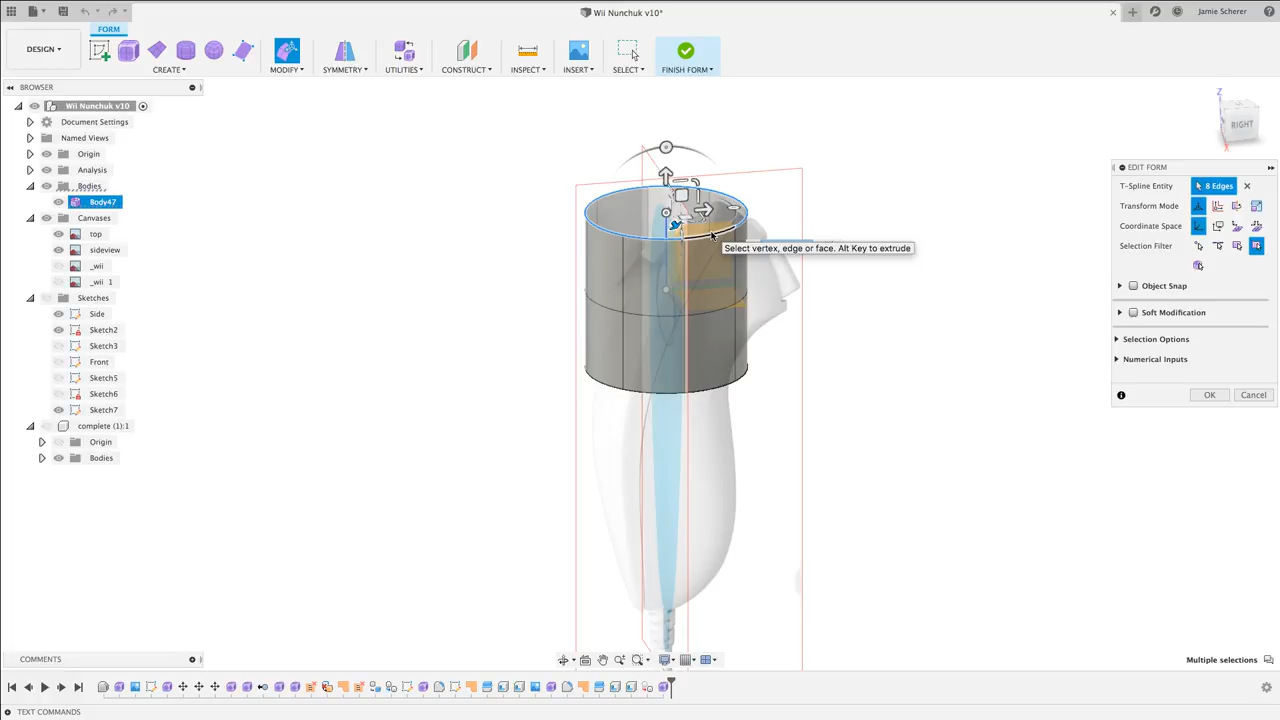 Wii Nunchuk v10*
Jamie Scherer
FORM
DESIGN
CREATE
MODIFY
SYMMETRY
UTILITIES
CONSTRUCT
INSPECT
INSERT
SELECT
FINISH FORM
BROWSER
Wii Nunchuk v10
Document Settings
Named Views
Origin
Analysis
Bodies
Body47
Canvases
top
sideview
_wii
_wii 1
Sketches
Side
Sketch2
Sketch3
Front
Sketch5
Sketch6
Sketch7
complete (1):1
Origin
Bodies
Z
RIGHT
X
Select vertex, edge or face. Alt Key to extrude
EDIT FORM
T-Spline Entity
8 Edges
Transform Mode
Coordinate Space
Selection Filter
Object Snap
Soft Modification
Selection Options
Numerical Inputs
OK
Cancel
COMMENTS
Multiple selections
TEXT COMMANDS